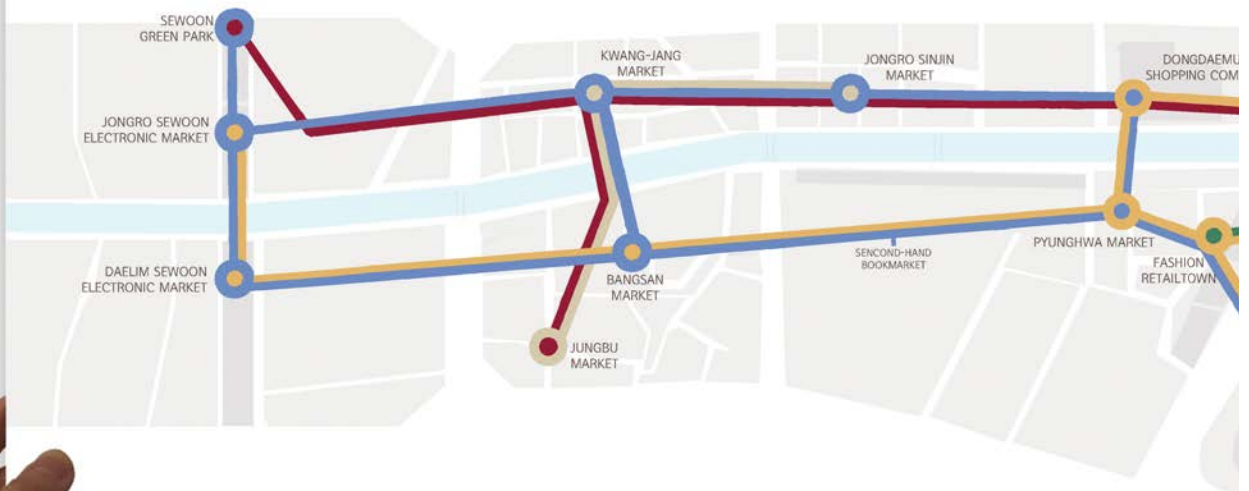 SEWOON
GREEN PARK
KWANG-JANG
MARKET
JONGRO SINJIN
MARKET
DONGDAEMU
SHOPPING COM
JONGRO SEWOON
ELECTRONIC MARKET
PYUNGHWA MARKET
SENCOND-HAND
BOOKMARKET
FASHION
RETAILTOWN
DAELIM SEWOON
ELECTRONIC MARKET
BANGSAN
MARKET
JUNGBU
MARKET